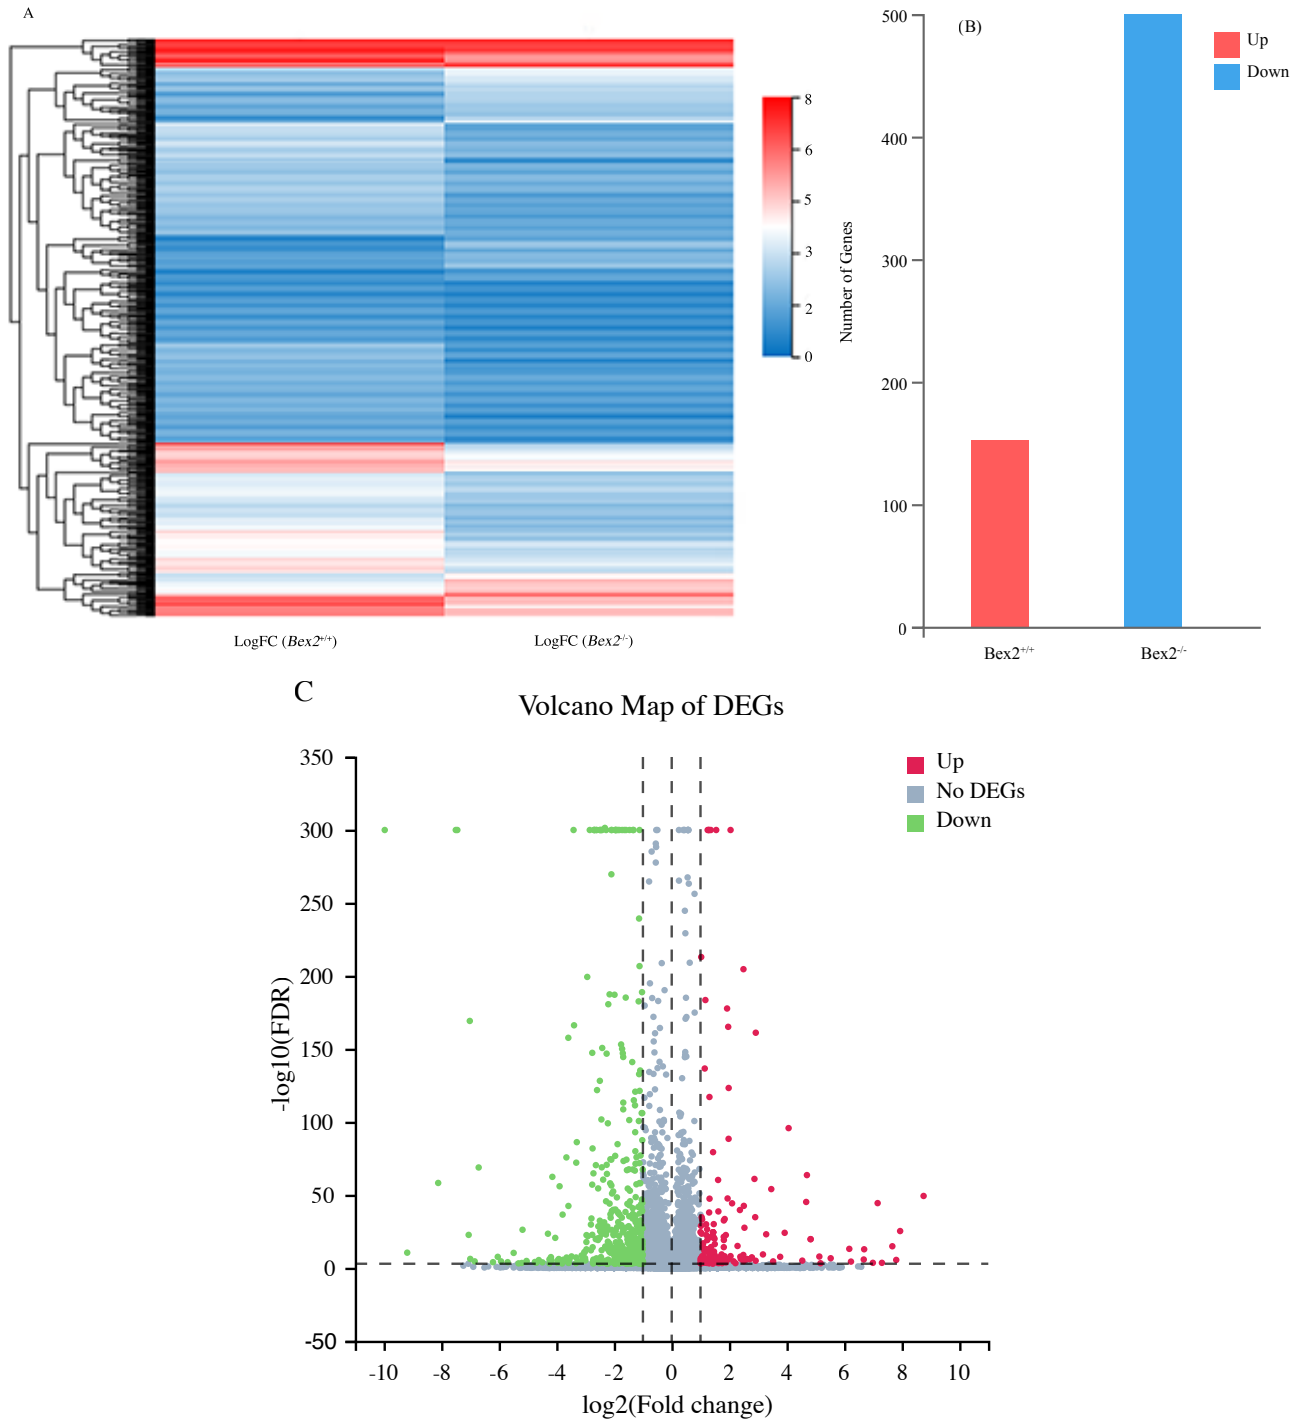 A
8
6
5
3
2
0
LogFC (Bex2+/+)
LogFC (Bex2-/-)
(B)
Number of Genes
500
400
300
200
100
0
Bex2+/+
Bex2-/-
Up
Down
C
Volcano Map of DEGs
-log10(FDR)
350
300
250
200
150
100
50
0
-50
-10
-8
-6
-4
-2
0
2
4
6
8
10
log2(Fold change)
Up
No DEGs
Down